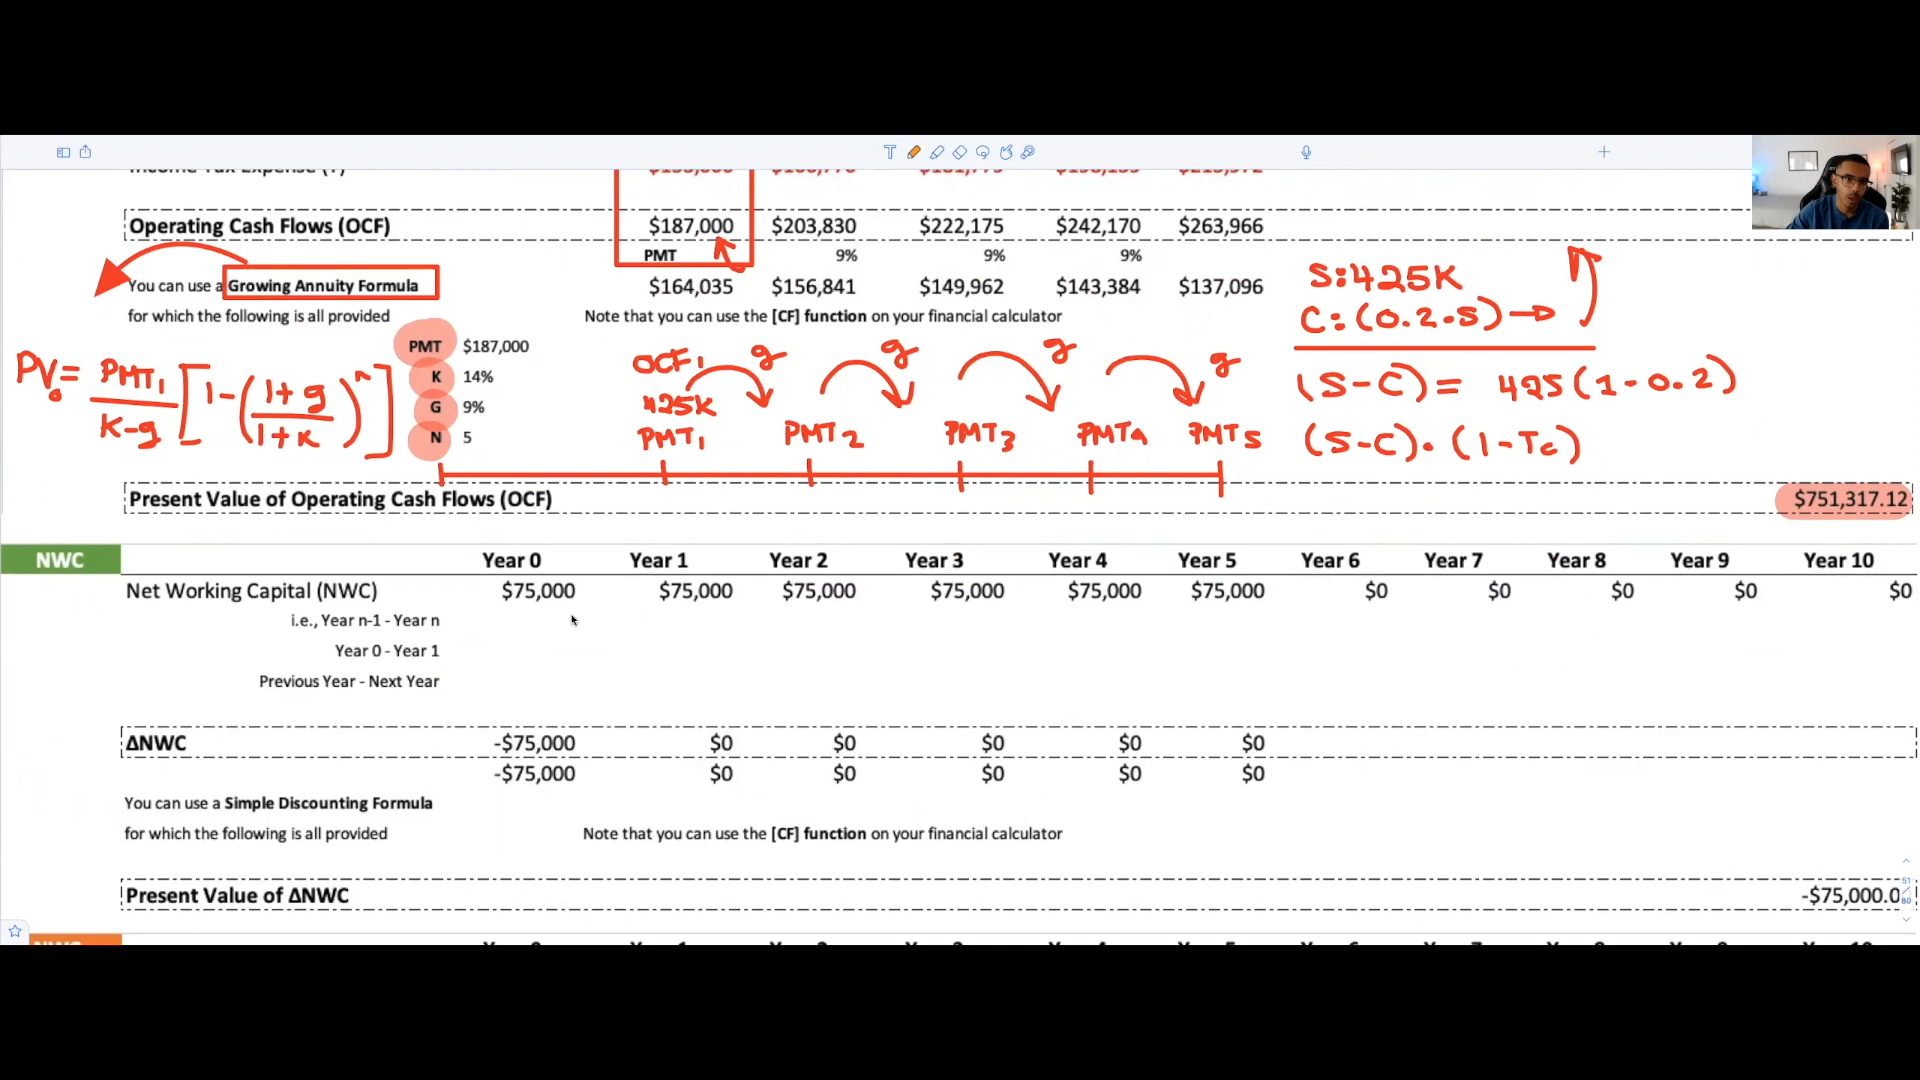 Operating Cash Flows (OCF) $187,000 $203,830 $222,175 $242,170 $263,966
PMT 9% 9% 9%
You can use a Growing Annuity Formula $164,035 $156,841 $149,962 $143,384 $137,096
for which the following is all provided Note that you can use the [CF] function on your financial calculator
S:425K
C:(0.2·S)→
PMT $187,000
K 14%
G 9%
N 5
PV₀ = PMT₁ / K-g [1-(1+g / 1+K)ⁿ]
OCF₁ g g g g
425K
PMT₁ PMT₂ PMT₃ PMT₄ PMT₅
(S-C) = 425(1-0.2)
(S-C)·(1-Tc)
Present Value of Operating Cash Flows (OCF) $751,317.12
NWC Year 0 Year 1 Year 2 Year 3 Year 4 Year 5 Year 6 Year 7 Year 8 Year 9 Year 10
Net Working Capital (NWC) $75,000 $75,000 $75,000 $75,000 $75,000 $75,000 $0 $0 $0 $0 $0
i.e., Year n-1 - Year n
Year 0 - Year 1
Previous Year - Next Year
ΔNWC -$75,000 $0 $0 $0 $0 $0
-$75,000 $0 $0 $0 $0 $0
You can use a Simple Discounting Formula
for which the following is all provided Note that you can use the [CF] function on your financial calculator
Present Value of ΔNWC -$75,000.0
51
80